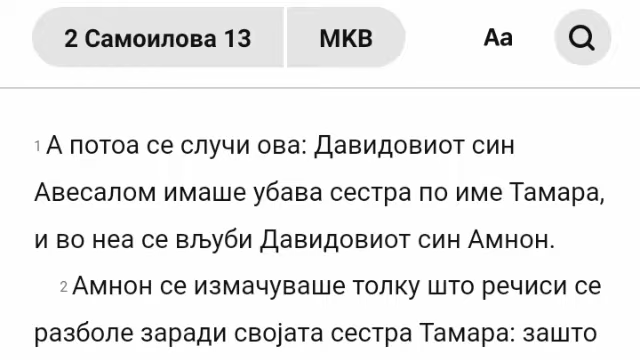 2 Самоилова 13 MKB Aa
1 А потоа се случи ова: Давидовиот син
Авесалом имаше убава сестра по име Тамара,
и во неа се вљуби Давидовиот син Амнон.
2 Амнон се измачуваше толку што речиси се
разболе заради својата сестра Тамара: зашто